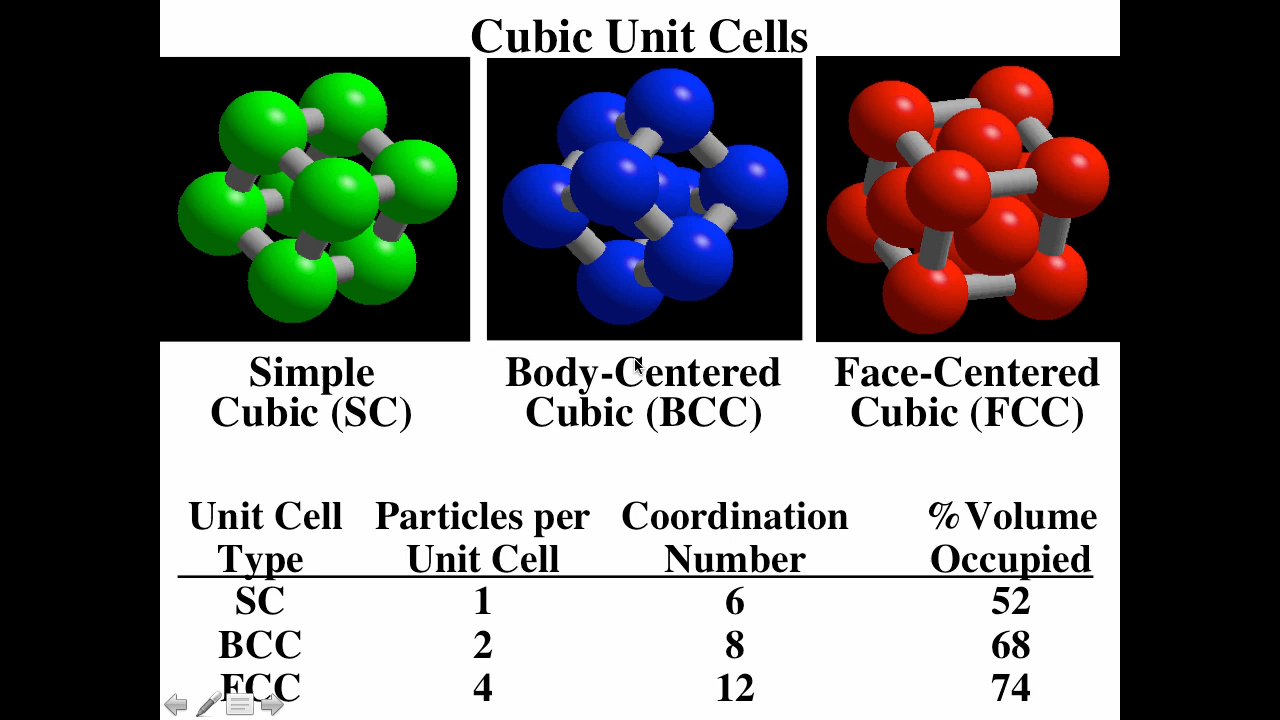 Cubic Unit Cells
Simple
Cubic (SC)
Body-Centered
Cubic (BCC)
Face-Centered
Cubic (FCC)
Unit Cell Particles per Coordination % Volume
Type Unit Cell Number Occupied
SC 1 6 52
BCC 2 8 68
FCC 4 12 74